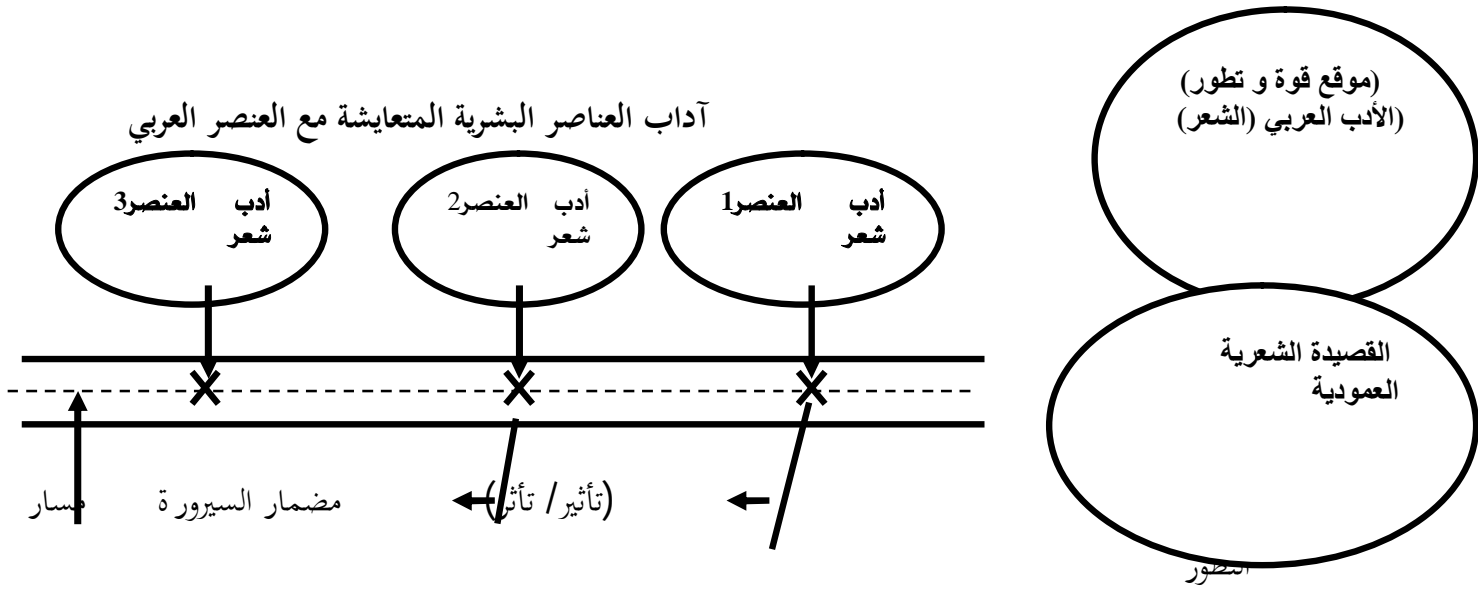 (موقع قوة و تطور)
الأدب العربي (الشعر)
آداب العناصر البشرية المتعايشة مع العنصر العربي
أدب العنصر1
شعر
أدب العنصر2
شعر
أدب العنصر3
شعر
القصيدة الشعرية
العمودية
(تأثير/ تأثر)
مضمار السيرورة
مسار
التطور